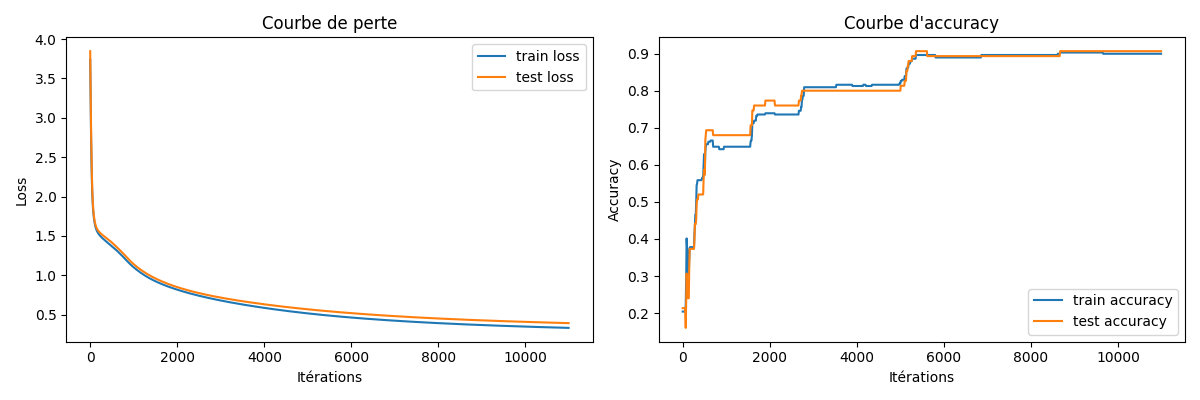 Courbe de perte
4.0
3.5
3.0
2.5
2.0
1.5
1.0
0.5
Loss
train loss
test loss
0 2000 4000 6000 8000 10000
Itérations
Courbe d'accuracy
0.9
0.8
0.7
0.6
0.5
0.4
0.3
0.2
Accuracy
train accuracy
test accuracy
0 2000 4000 6000 8000 10000
Itérations